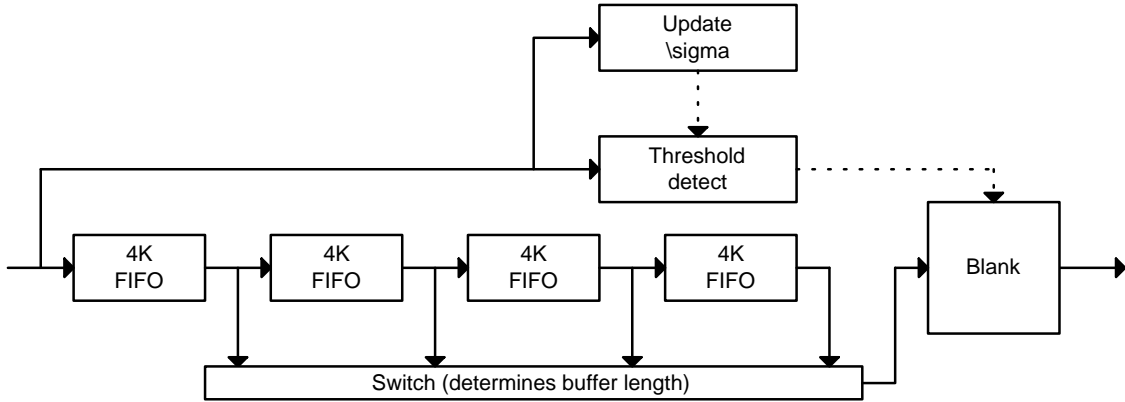 Update
\sigma
Threshold
detect
4K
FIFO
4K
FIFO
4K
FIFO
4K
FIFO
Blank
Switch (determines buffer length)